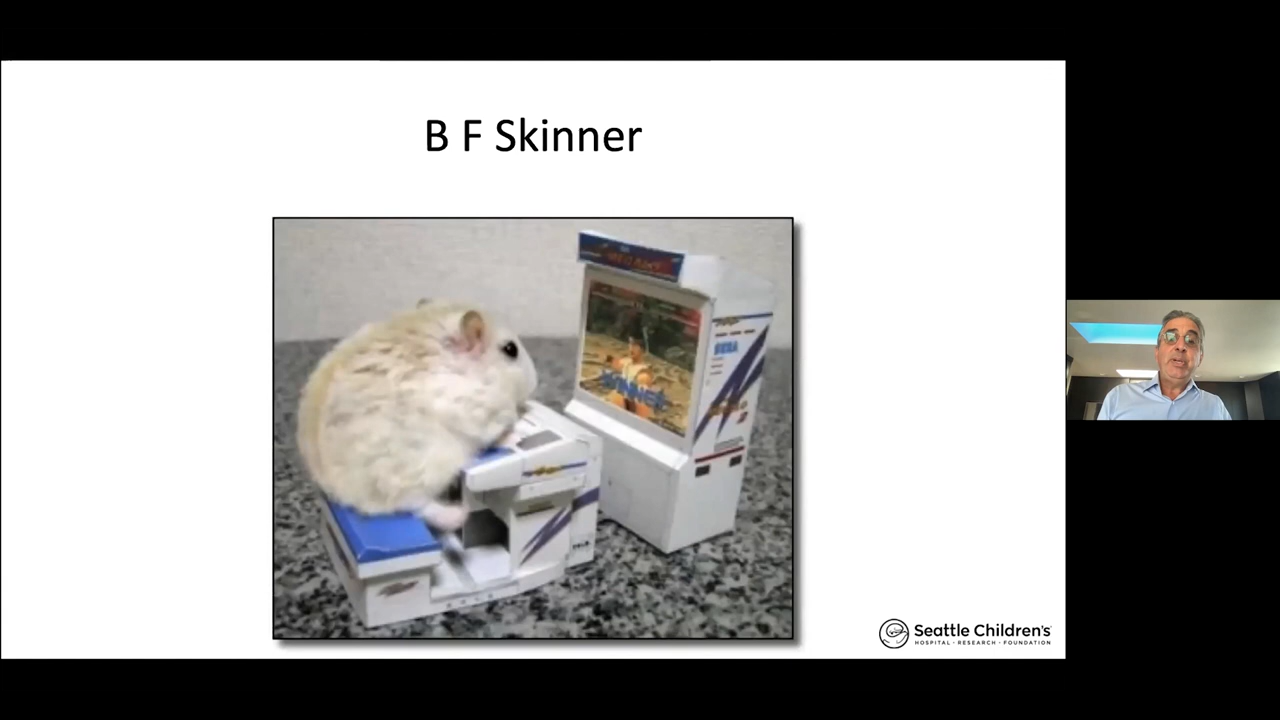 B F Skinner
WINNER
SEGA
Seattle Children's
HOSPITAL • RESEARCH • FOUNDATION